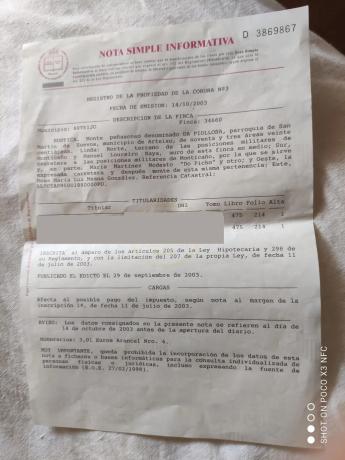 D 3869867
NOTA SIMPLE INFORMATIVA
REGISTRO DE LA PROPIEDAD DE LA CORUÑA Nº3
FECHA DE EMISION: 14/10/2003
DESCRIPCION DE LA FINCA
Municipio: ARTEIJO Finca: 34660
RUSTICA. Monte peñascoso denominado DA PIOLLOSA, parroquia de San
Martín de Suevos, municipio de Arteixo, de noventa y tres áreas veinte
centiáreas. Linda: Norte, terreno de las posiciones militares de
Monticaño y Manuel Loureiro Rey, muro de esta finca en medio; Sur,
carretera a las posiciones militares de Monticaño, por la que se sirve
y, en parte, Mary Martínez Modesto "Do Ficho" y otro; y Oeste, la
expresada carretera y después monte de esta misma pertenencia; Este,
Rosa María Luz Mensa González. Referencia Catastral:
TITULARIDADES
Titular DNI Tomo Libro Folio Alta
475 214 1
475 214 1
INSCRITA al amparo de los Artículos 205 de la Ley Hipotecaria y 298 de
su Reglamento, y con la limitación del 207 de la propia Ley, de fecha 11
de julio de 2003.
PUBLICADO EL EDICTO EL 29 de septiembre de 2003.
CARGAS
Afecta al posible pago del impuesto, según nota al margen de la
inscripción 1ª, de fecha 11 de julio de 2003.
AVISO: Los datos consignados en la presente nota se refieren al día de
14 de octubre de 2003 antes de la apertura del diario.
Honorarios: 3,01 Euros Arancel Nro. 4.
MUY IMPORTANTE, queda prohibida la incorporación de los datos de esta
nota a ficheros o bases informáticas para la consulta individualizada de
personas físicas o jurídicas, incluso expresando la fuente de
información (B.O.E. 27/02/1998).
SHOT ON POCO X3 NFC